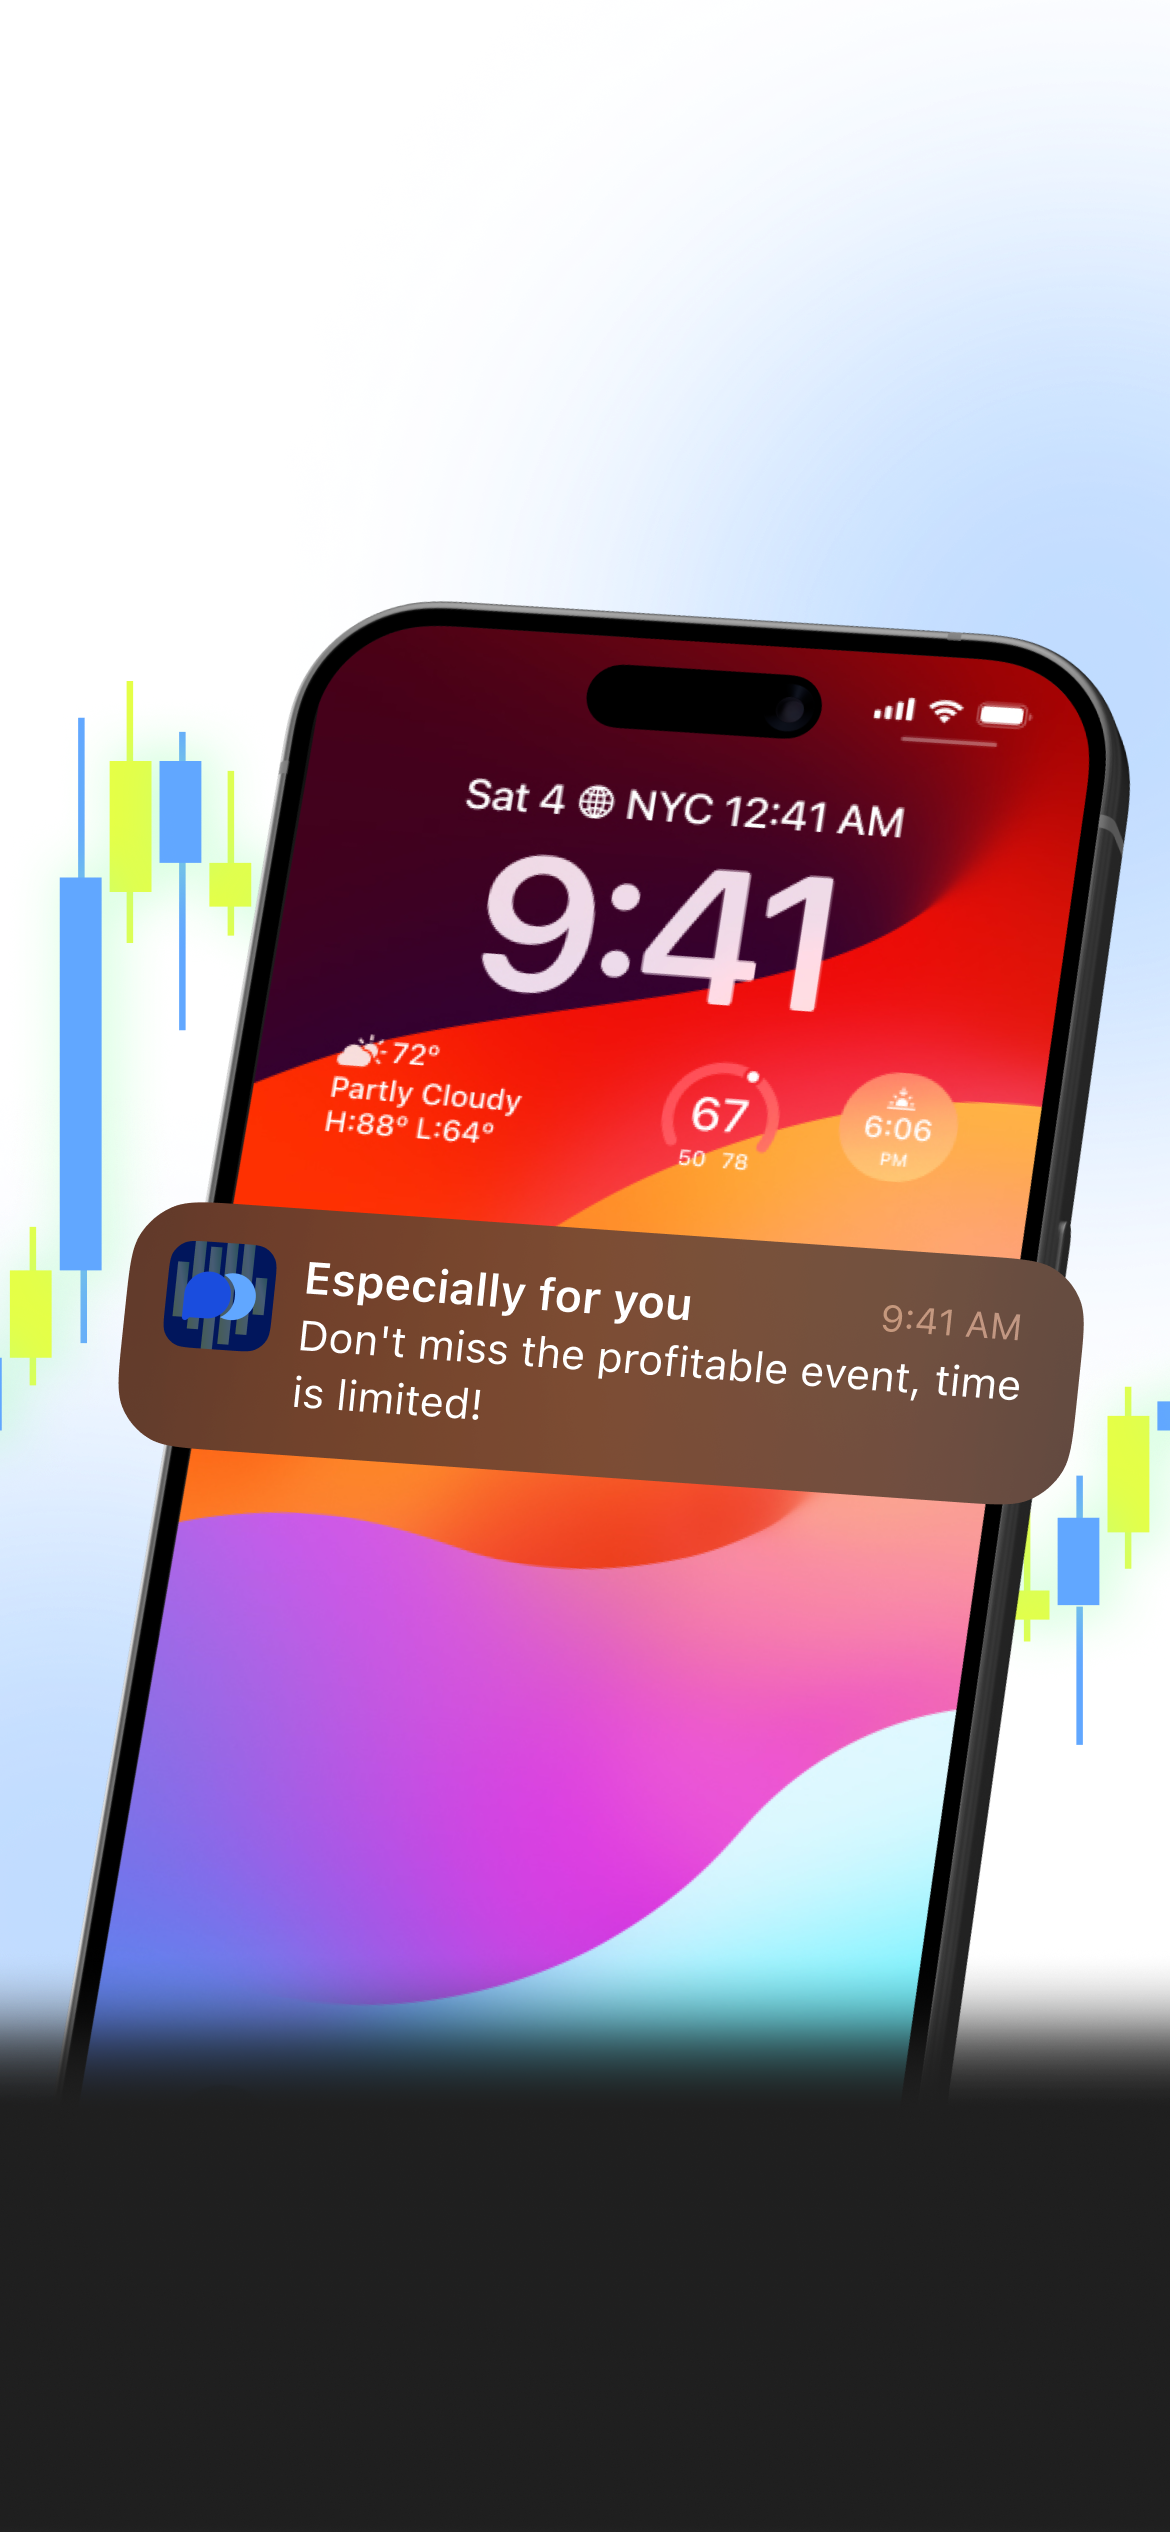 Sat 4 NYC 12:41 AM
9:41
72°
Partly Cloudy
H:88° L:64°
67
50 78
6:06
PM
Especially for you
9:41 AM
Don't miss the profitable event, time
is limited!